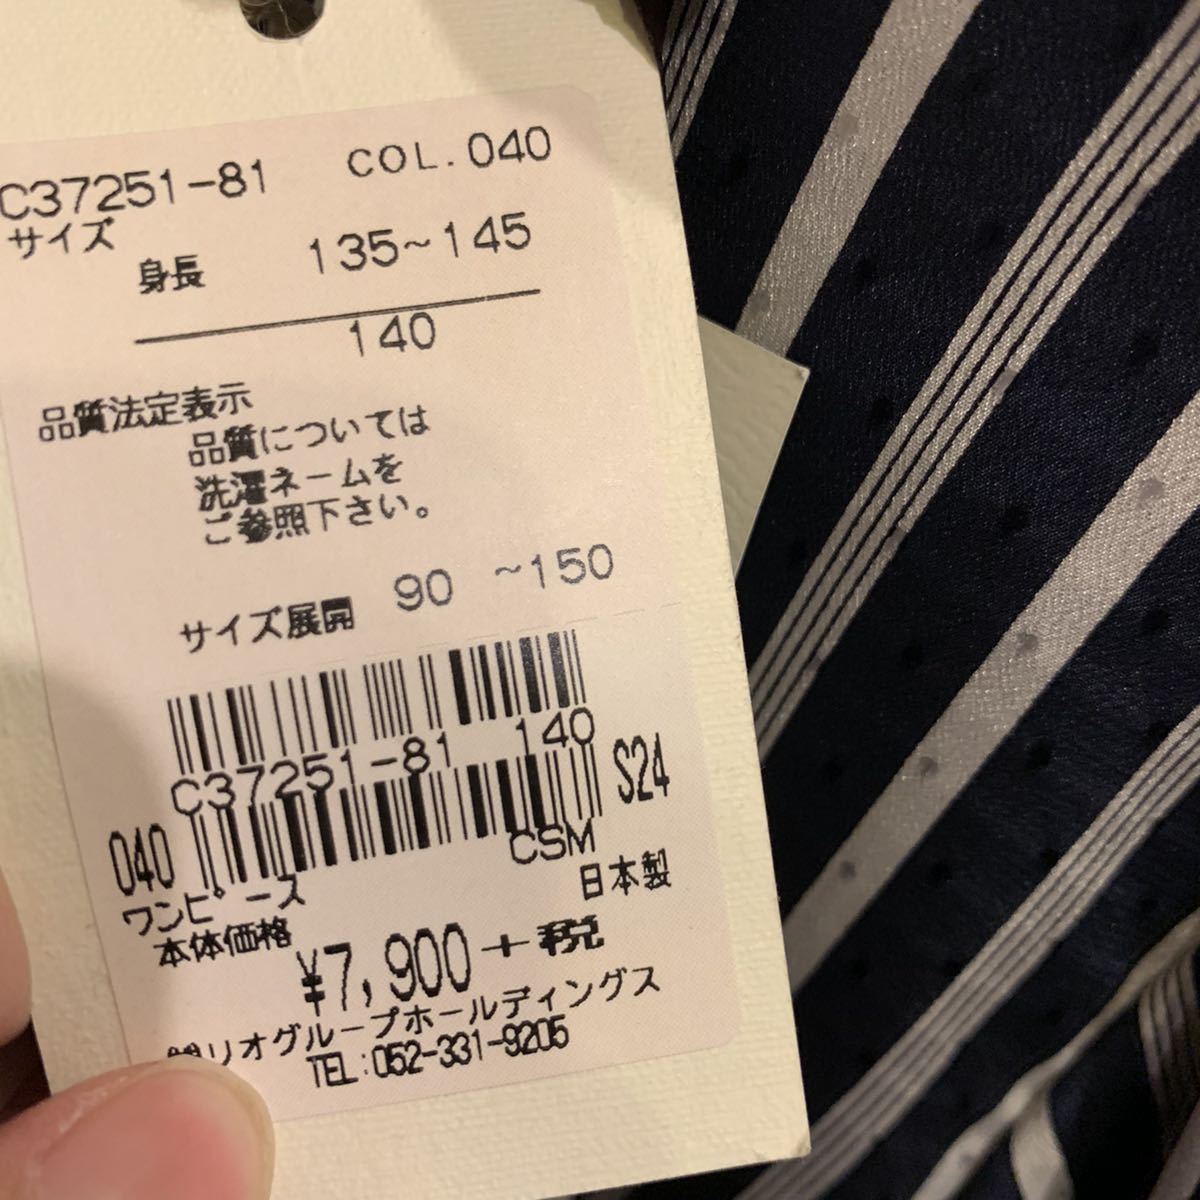 C37251-81 COL.040
サイズ
身長 135~145
140
品質法定表示
品質については
洗濯ネームを
ご参照下さい。
サイズ展開 90 ~150
C37251-81 140
040 S24
CSM
ワンピース 日本製
本体価格
¥7,900+税
㈱リオグループホールディングス
TEL:052-331-9205